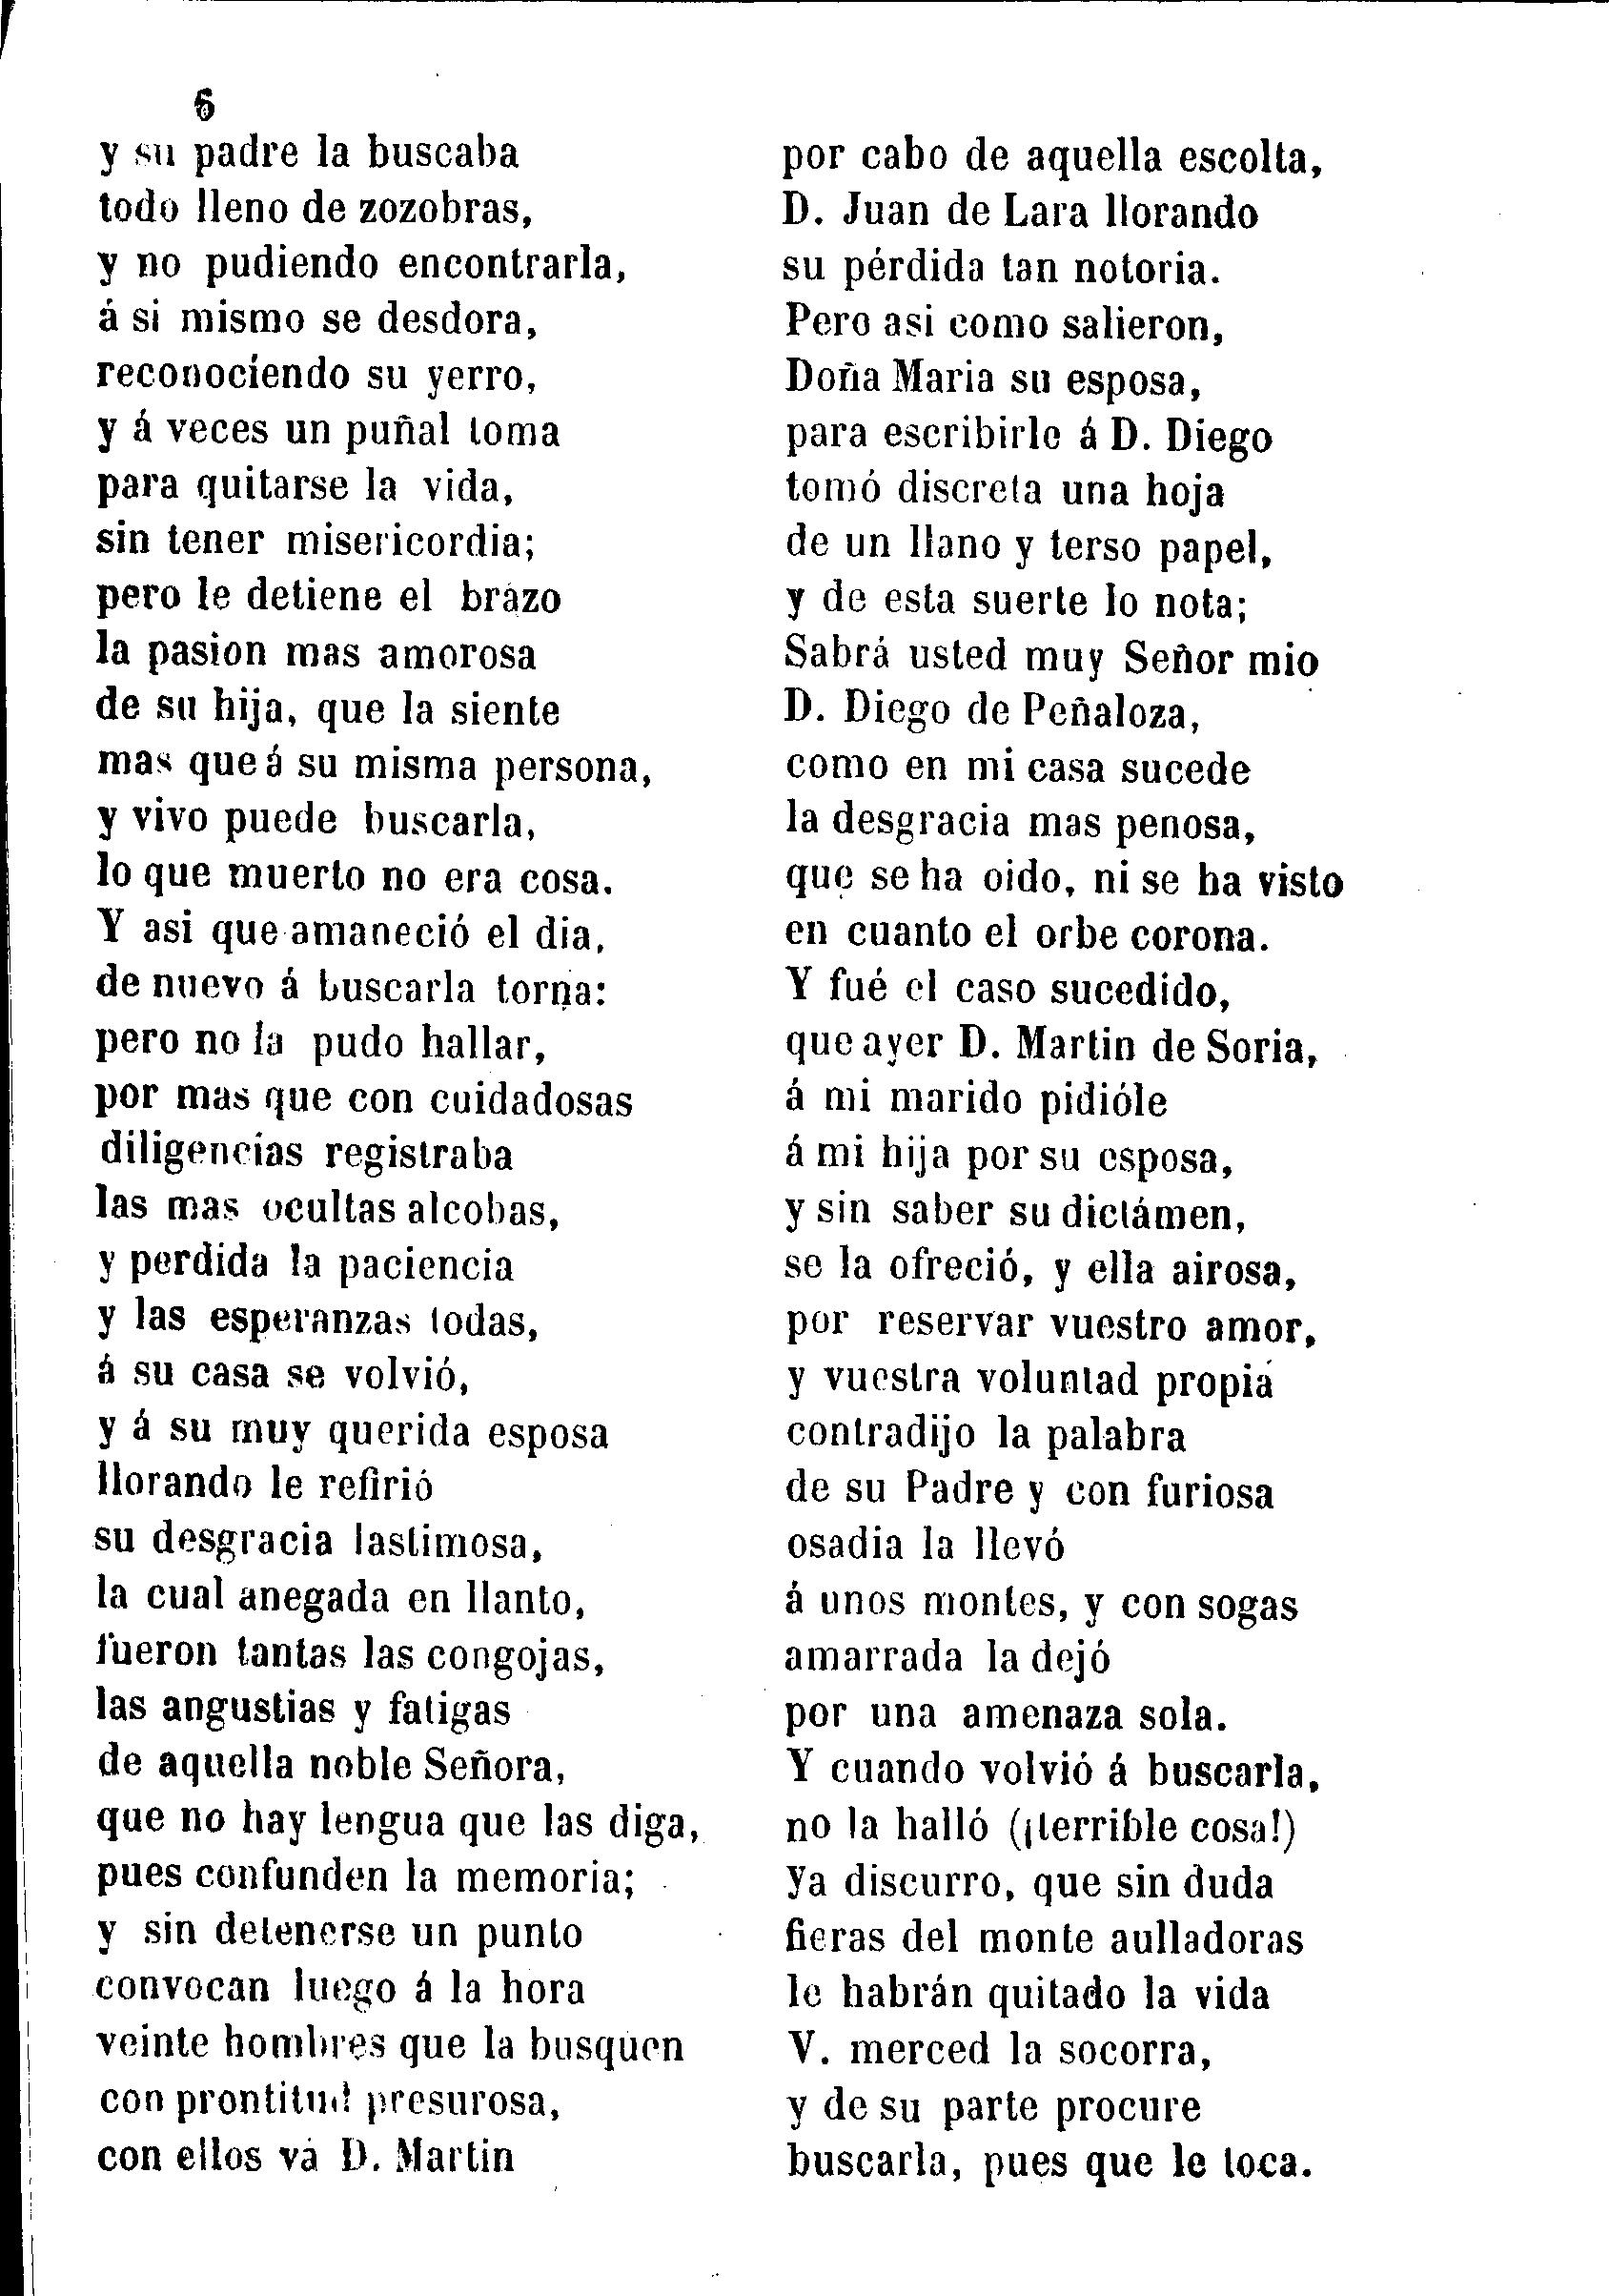 6
y su padre la buscaba
todo lleno de zozobras,
y no pudiendo encontrarla,
á si mismo se desdora,
reconociendo su yerro,
y á veces un puñal toma
para quitarse la vida,
sin tener misericordia;
pero le detiene el brazo
la pasion mas amorosa
de su hija, que la siente
mas que á su misma persona,
y vivo puede buscarla,
lo que muerto no era cosa.
Y asi que amaneció el dia,
de nuevo á buscarla torna:
pero no la pudo hallar,
por mas que con cuidadosas
diligencias registraba
las mas ocultas alcobas,
y perdida la paciencia
y las esperanzas todas,
á su casa se volvió,
y á su muy querida esposa
llorando le refirió
su desgracia lastimosa,
la cual anegada en llanto,
fueron tantas las congojas,
las angustias y fatigas
de aquella noble Señora,
que no hay lengua que las diga,
pues confunden la memoria;
y sin detenerse un punto
convocan luego á la hora
veinte hombres que la busquen
con prontitud presurosa,
con ellos vá D. Martin
por cabo de aquella escolta,
D. Juan de Lara llorando
su pérdida tan notoria.
Pero asi como salieron,
Doña Maria su esposa,
para escribirle á D. Diego
tomó discreta una hoja
de un llano y terso papel,
y de esta suerte lo nota;
Sabrá usted muy Señor mio
D. Diego de Peñaloza,
como en mi casa sucede
la desgracia mas penosa,
que se ha oido, ni se ha visto
en cuanto el orbe corona.
Y fué el caso sucedido,
que ayer D. Martin de Soria,
á mi marido pidióle
á mi hija por su esposa,
y sin saber su dictámen,
se la ofreció, y ella airosa,
por reservar vuestro amor,
y vuestra voluntad propia
contradijo la palabra
de su Padre y con furiosa
osadia la llevó
á unos montes, y con sogas
amarrada la dejó
por una amenaza sola.
Y cuando volvió á buscarla,
no la halló (¡terrible cosa!)
Ya discurro, que sin duda
fieras del monte aulladoras
le habrán quitado la vida
V. merced la socorra,
y de su parte procure
buscarla, pues que le toca.